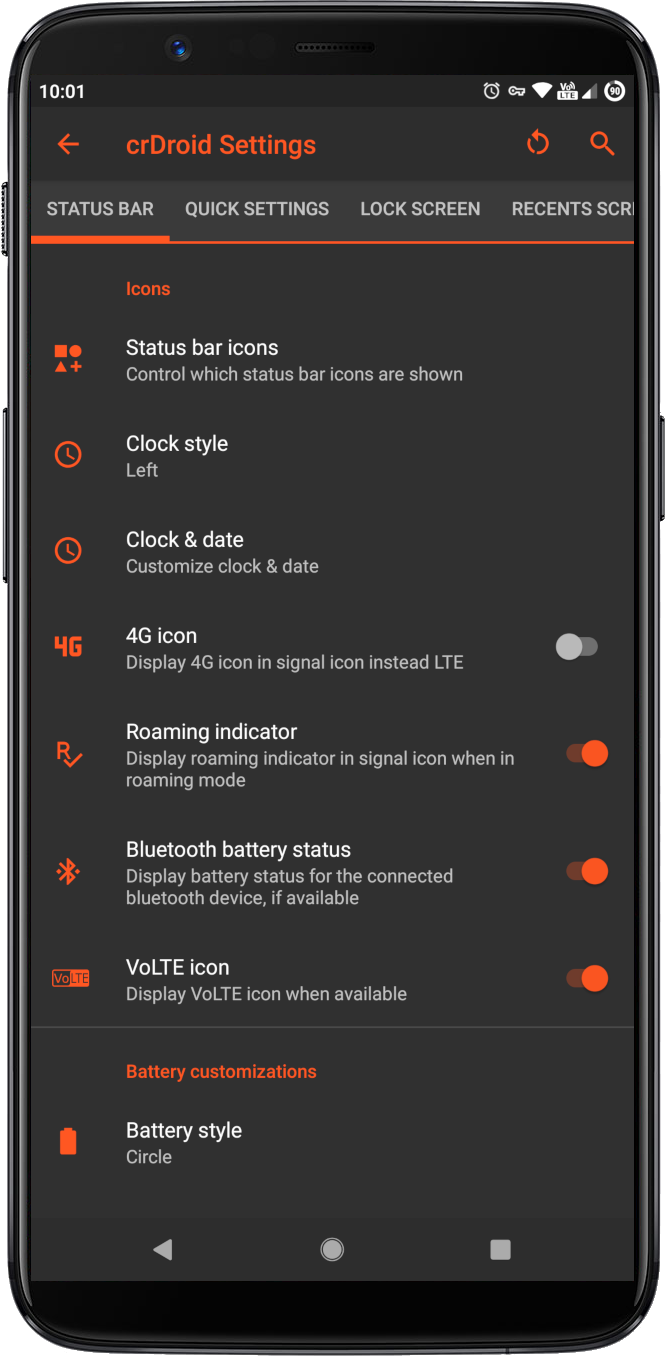 10:01 Vo)) LTE 90
crDroid Settings
STATUS BAR QUICK SETTINGS LOCK SCREEN RECENTS SCR
Icons
Status bar icons
Control which status bar icons are shown
Clock style
Left
Clock & date
Customize clock & date
4G 4G icon
Display 4G icon in signal icon instead LTE
R Roaming indicator
Display roaming indicator in signal icon when in
roaming mode
Bluetooth battery status
Display battery status for the connected
bluetooth device, if available
VoLTE VoLTE icon
Display VoLTE icon when available
Battery customizations
Battery style
Circle